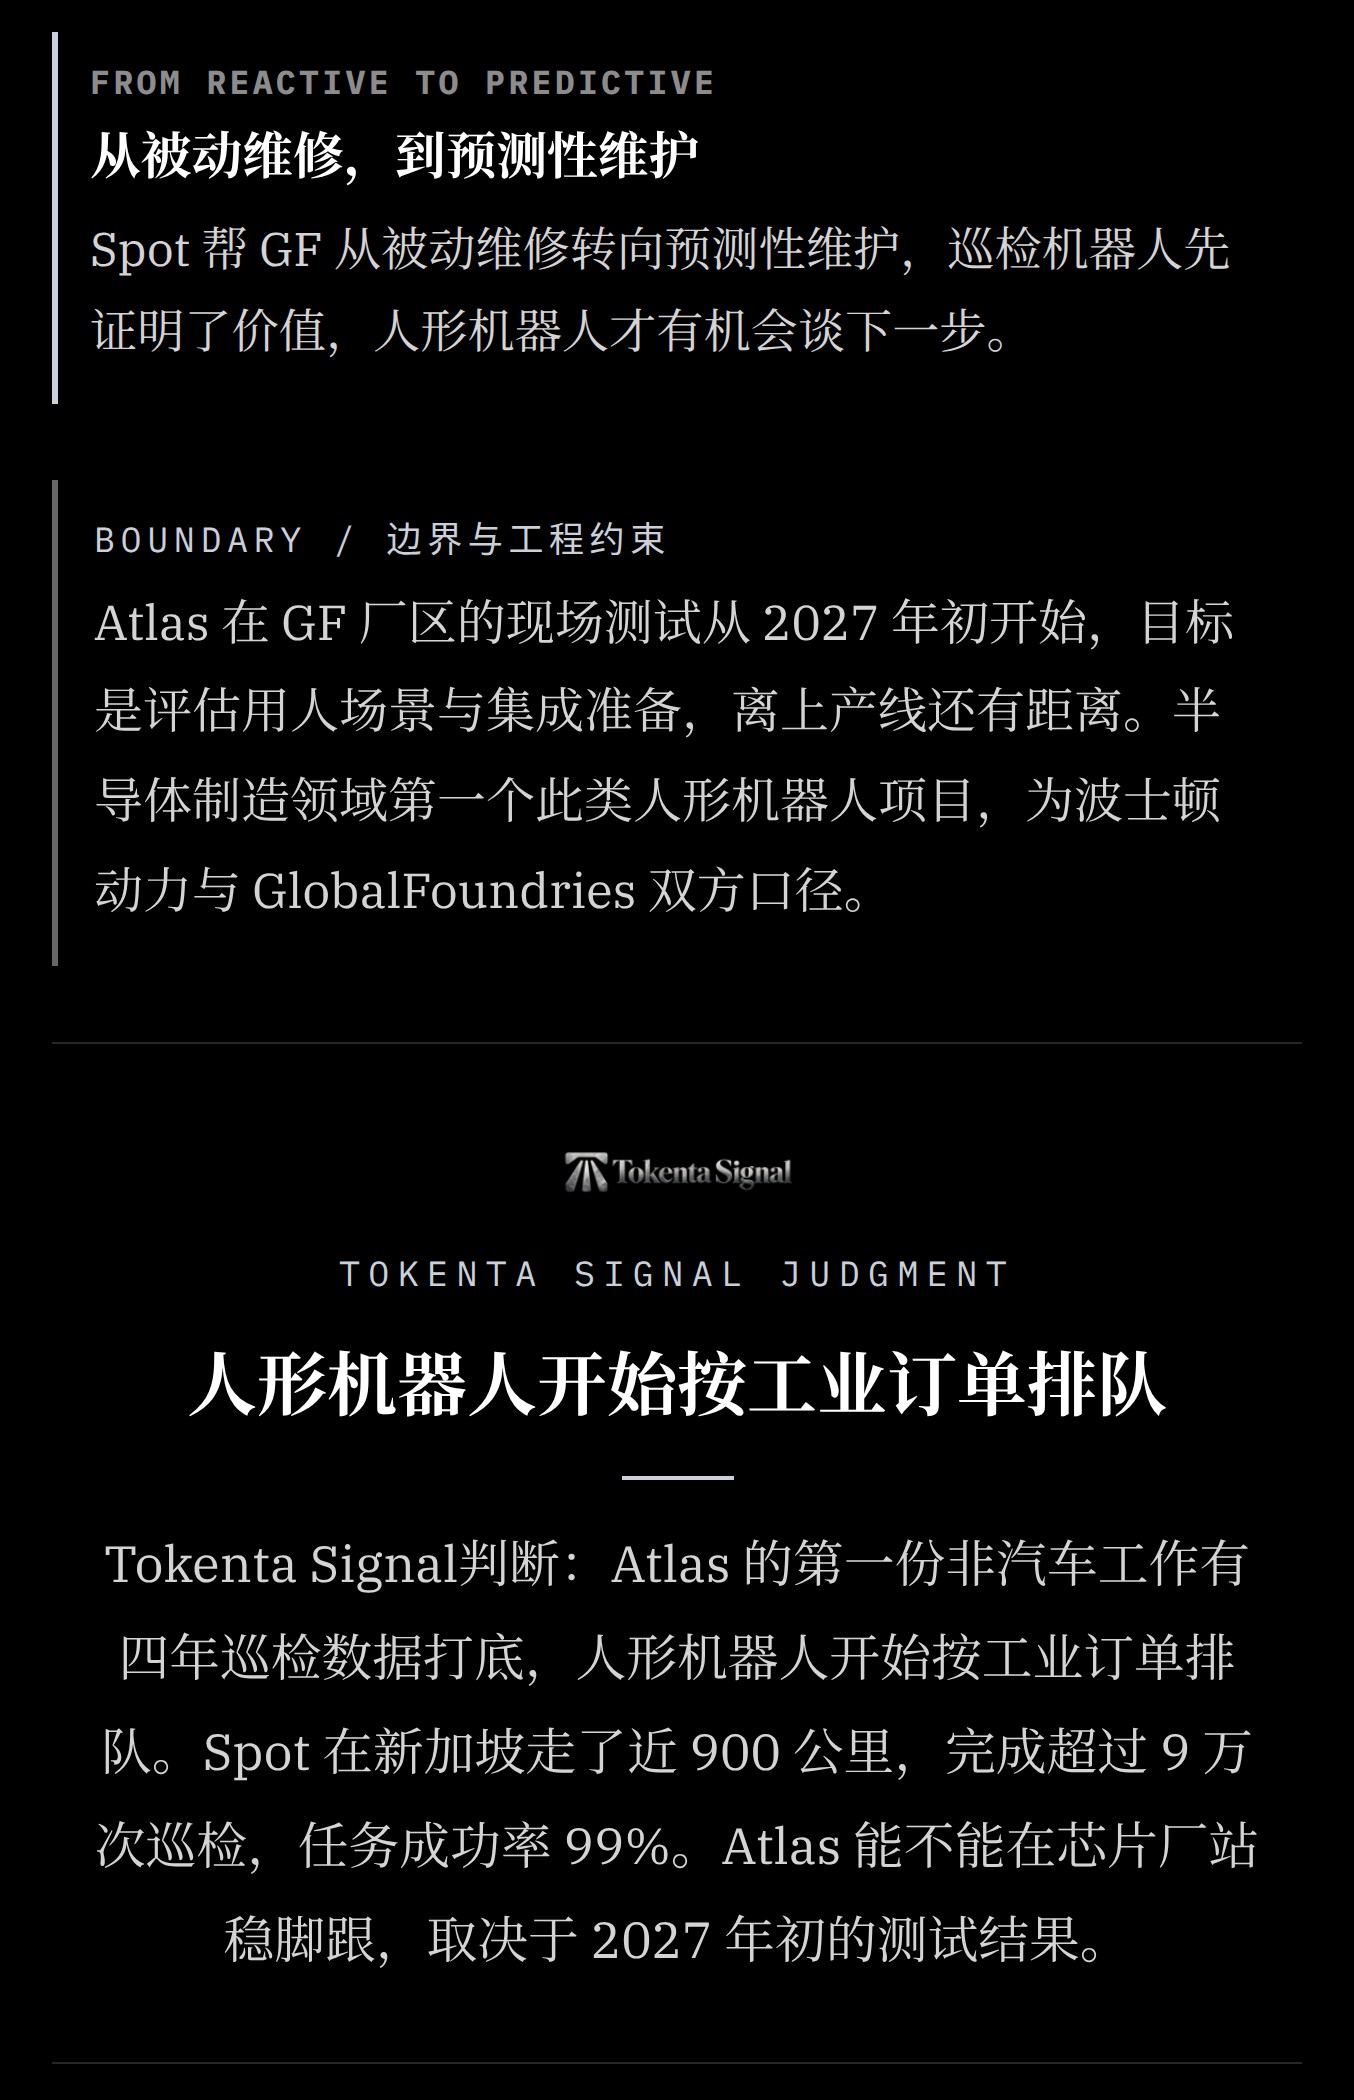 FROM REACTIVE TO PREDICTIVE
从被动维修，到预测性维护
Spot 帮 GF 从被动维修转向预测性维护，巡检机器人先
证明了价值，人形机器人才有机会谈下一步。
BOUNDARY / 边界与工程约束
Atlas 在 GF 厂区的现场测试从 2027 年初开始，目标
是评估用人场景与集成准备，离上产线还有距离。半
导体制造领域第一个此类人形机器人项目，为波士顿
动力与 GlobalFoundries 双方口径。
Tokenta Signal
TOKENTA SIGNAL JUDGMENT
人形机器人开始按工业订单排队
Tokenta Signal判断：Atlas 的第一份非汽车工作有
四年巡检数据打底，人形机器人开始按工业订单排
队。Spot 在新加坡走了近 900 公里，完成超过 9 万
次巡检，任务成功率 99%。Atlas 能不能在芯片厂站
稳脚跟，取决于 2027 年初的测试结果。